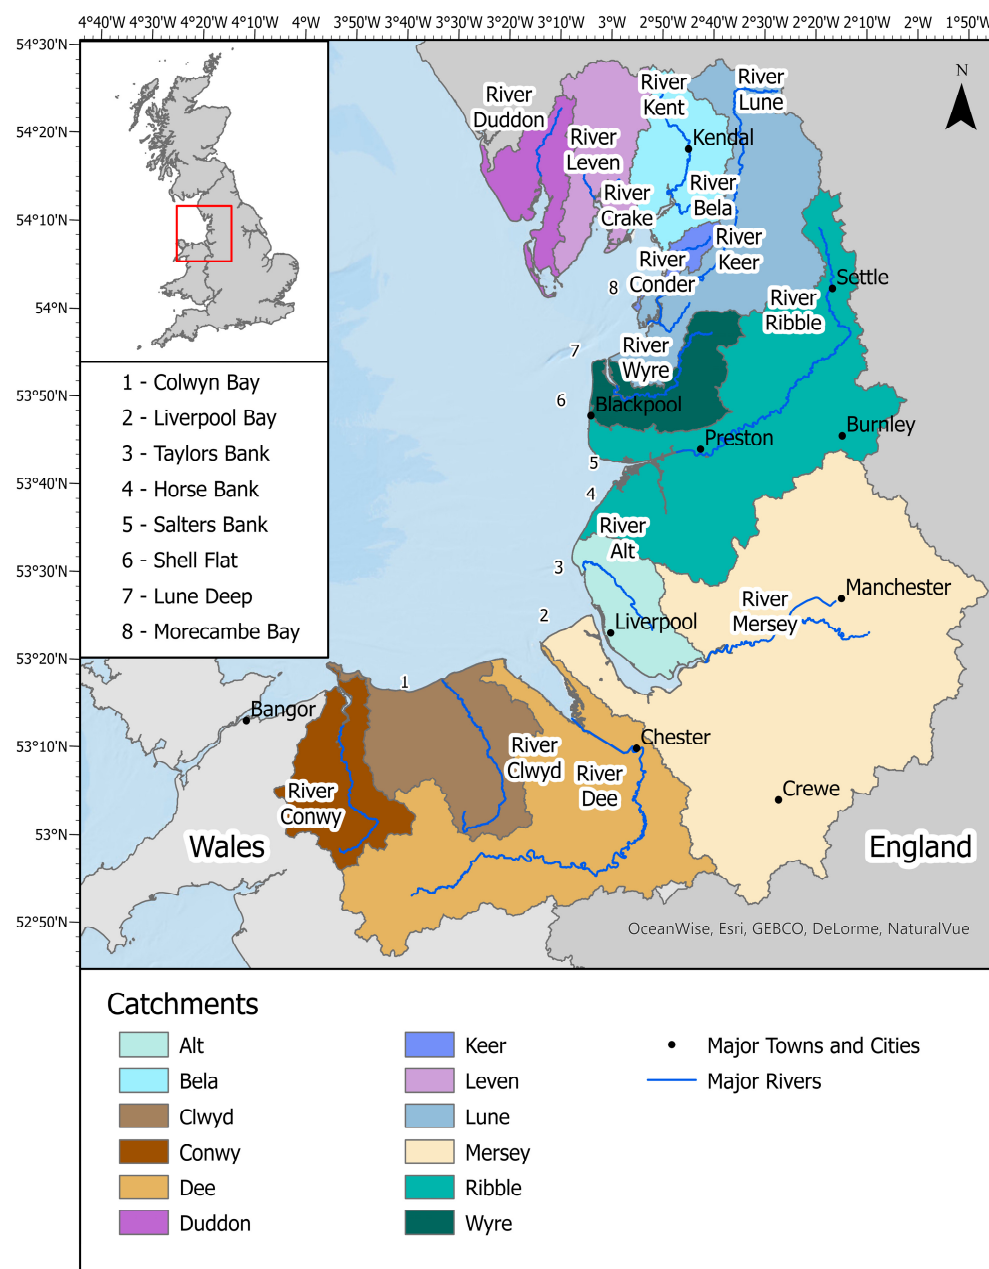 4°40'W 4°30'W 4°20'W 4°10'W 4°W 3°50'W 3°40'W 3°30'W 3°20'W 3°10'W 3°W 2°50'W 2°40'W 2°30'W 2°20'W 2°10'W 2°W 1°50'W
54°30'N
54°20'N
54°10'N
54°N
53°50'N
53°40'N
53°30'N
53°20'N
53°10'N
53°N
52°50'N
N
1 - Colwyn Bay
2 - Liverpool Bay
3 - Taylors Bank
4 - Horse Bank
5 - Salters Bank
6 - Shell Flat
7 - Lune Deep
8 - Morecambe Bay
River
Duddon
River
Leven
River
Kent
River
Lune
Kendal
River
Crake
River
Bela
River
Keer
River
Conder
8
Settle
River
Ribble
7
River
Wyre
6
Blackpool
Preston
Burnley
5
4
River
Alt
3
Manchester
River
Mersey
2
Liverpool
1
Bangor
Chester
River
Clwyd
River
Dee
River
Conwy
Crewe
Wales
England
OceanWise, Esri, GEBCO, DeLorme, NaturalVue
Catchments
Alt
Bela
Clwyd
Conwy
Dee
Duddon
Keer
Leven
Lune
Mersey
Ribble
Wyre
Major Towns and Cities
Major Rivers